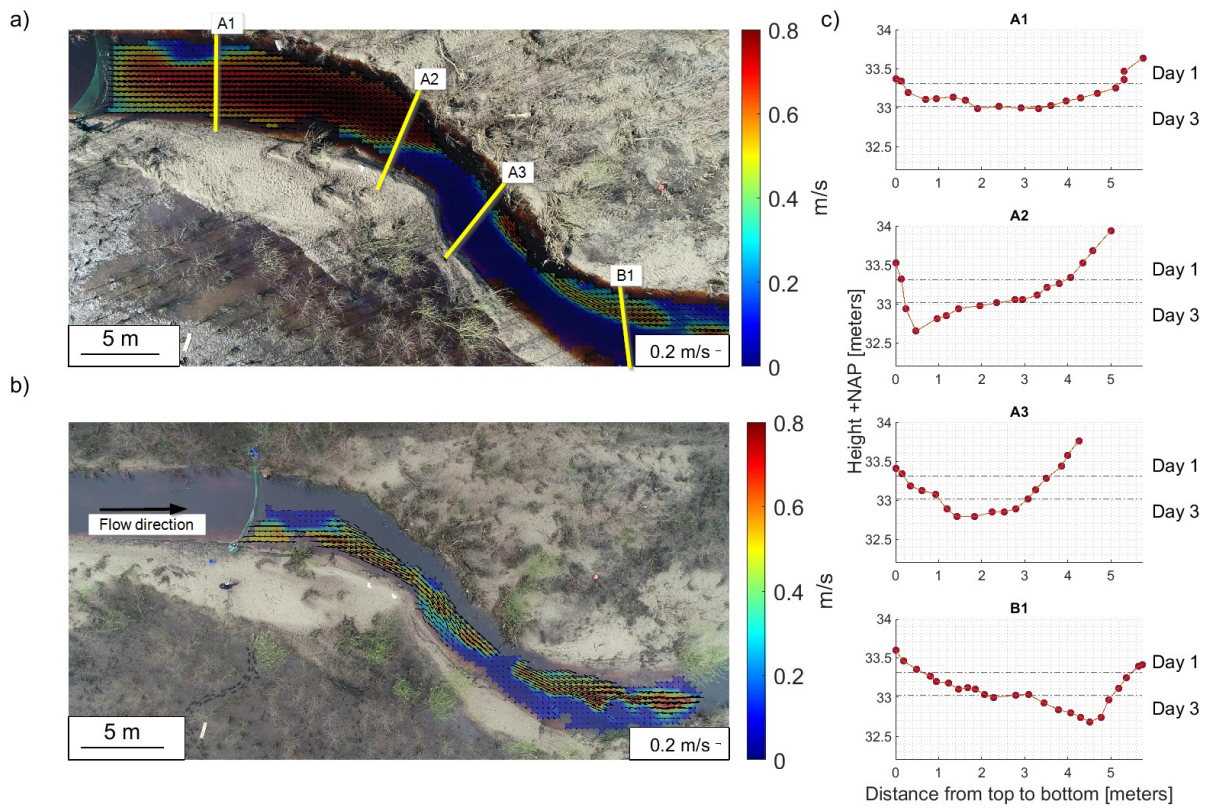 a)
A1
A2
A3
B1
5 m
0.2 m/s
0.8
0.6
0.4
0.2
0
m/s
b)
Flow direction
5 m
0.2 m/s
0.8
0.6
0.4
0.2
0
m/s
c)
A1
34
33.5
33
32.5
0 1 2 3 4 5
Day 1
Day 3
A2
34
33.5
33
32.5
0 1 2 3 4 5
Day 1
Day 3
A3
34
33.5
33
32.5
0 1 2 3 4 5
Day 1
Day 3
B1
34
33.5
33
32.5
0 1 2 3 4 5
Day 1
Day 3
Height +NAP [meters]
Distance from top to bottom [meters]